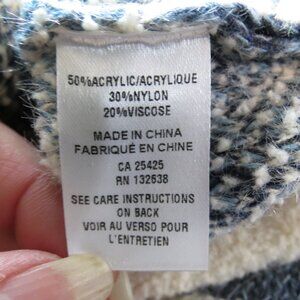 50%ACRYLIC/ACRYLIQUE
30%NYLON
20%VISCOSE
MADE IN CHINA
FABRIQUÉ EN CHINE
CA 25425
RN 132638
SEE CARE INSTRUCTIONS
ON BACK
VOIR AU VERSO POUR
L'ENTRETIEN